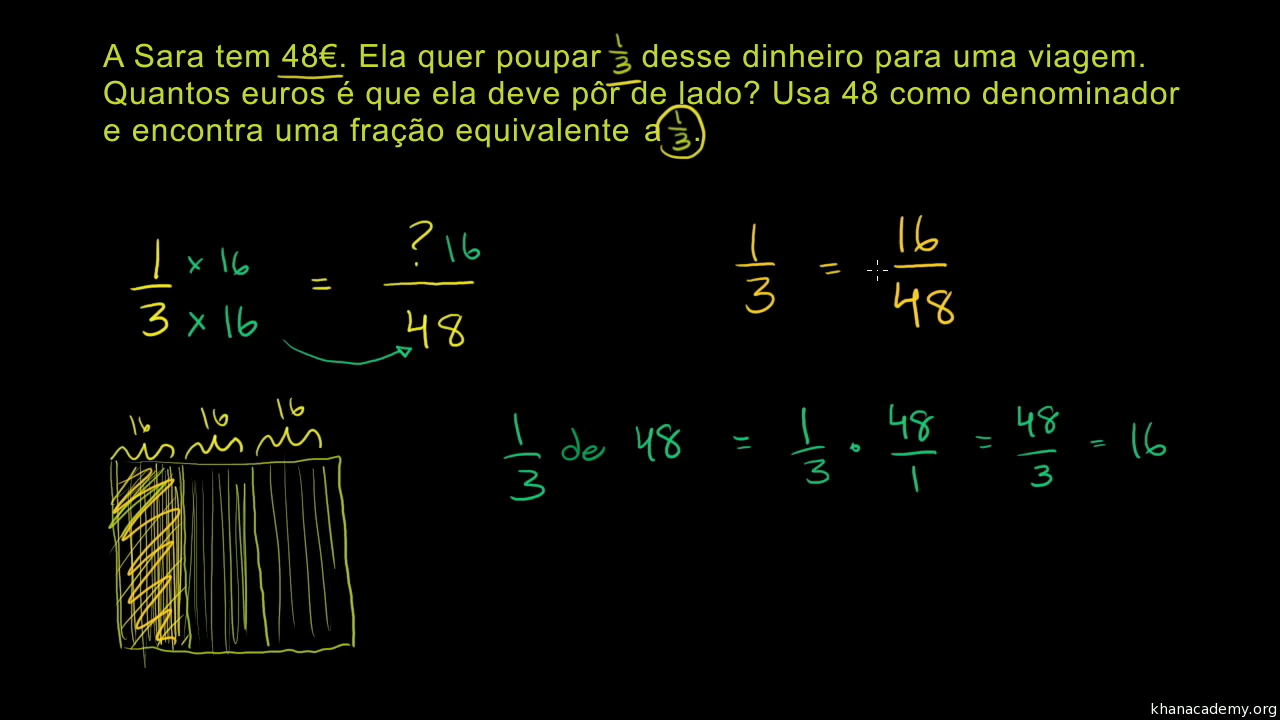 A Sara tem 48€. Ela quer poupar 1/3 desse dinheiro para uma viagem.
Quantos euros é que ela deve pôr de lado? Usa 48 como denominador
e encontra uma fração equivalente a 1/3.
1/3 × 16 × 16 = ? 16/48
1/3 = 16/48
16 16 16
1/3 de 48 = 1/3 · 48/1 = 48/3 = 16
khanacademy.org